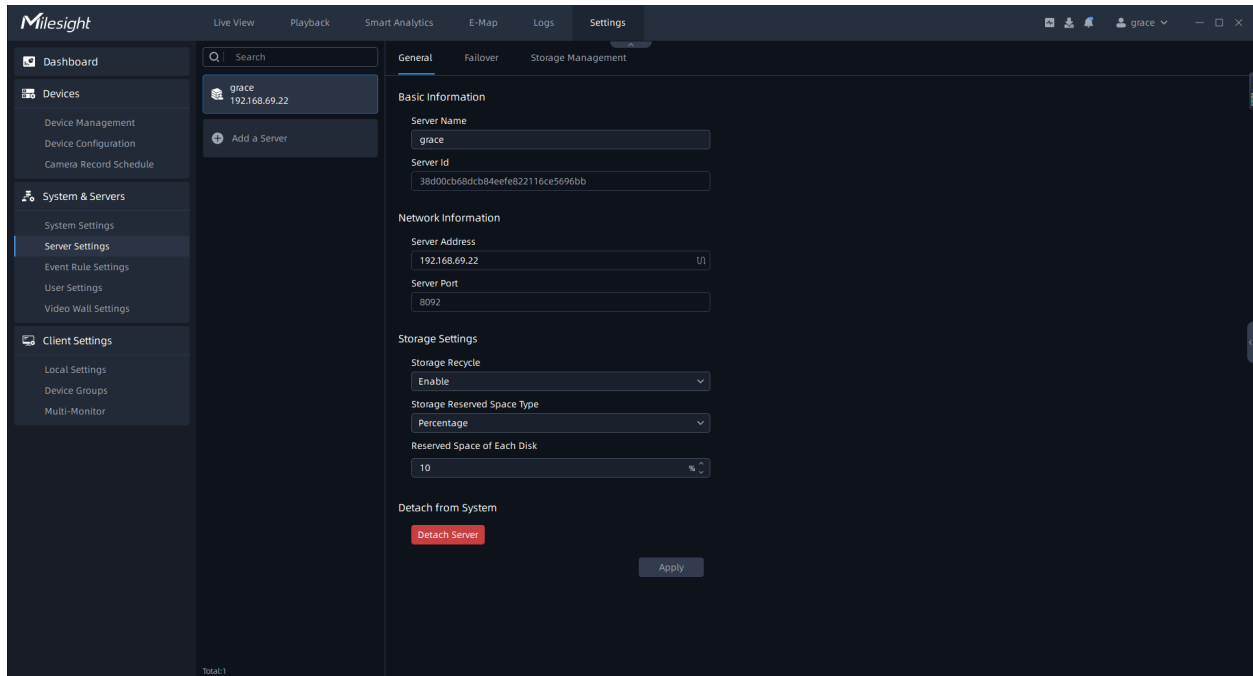 Milesight
Live View Playback Smart Analytics E-Map Logs Settings grace
Dashboard
Devices
Device Management
Device Configuration
Camera Record Schedule
System & Servers
System Settings
Server Settings
Event Rule Settings
User Settings
Video Wall Settings
Client Settings
Local Settings
Device Groups
Multi-Monitor
Search
grace
192.168.69.22
Add a Server
Total:1
General Failover Storage Management
Basic Information
Server Name
grace
Server Id
38d00cb68dcb84eefe822116ce5696bb
Network Information
Server Address
192.168.69.22
Server Port
8092
Storage Settings
Storage Recycle
Enable
Storage Reserved Space Type
Percentage
Reserved Space of Each Disk
10 %
Detach from System
Detach Server
Apply